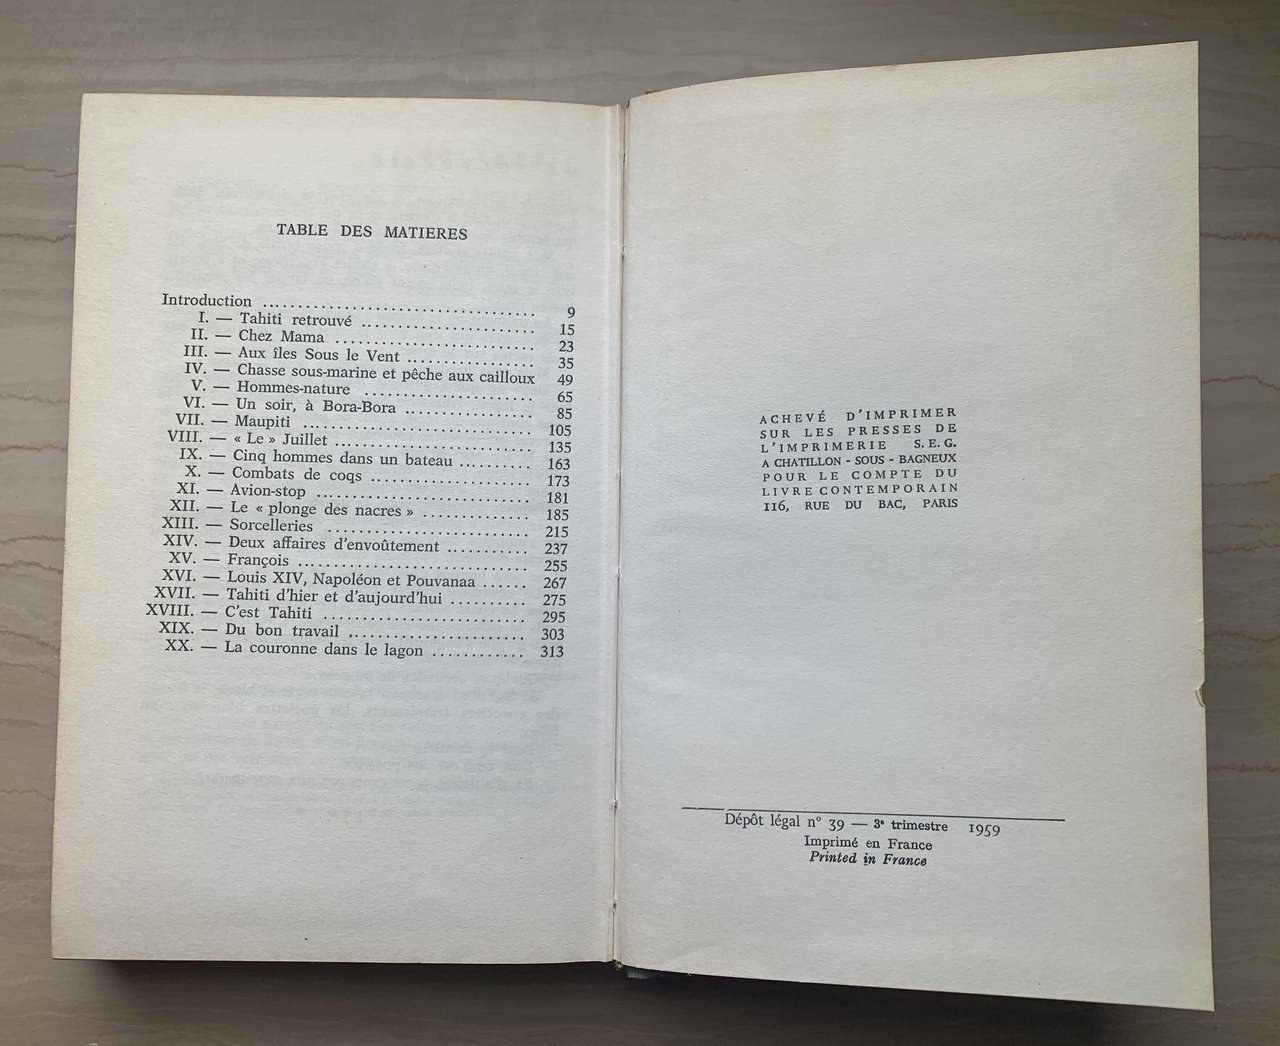 TABLE DES MATIERES
Introduction ................................ 9
I. — Tahiti retrouvé ........................ 15
II. — Chez Mama ........................ 23
III. — Aux îles Sous le Vent ................ 35
IV. — Chasse sous-marine et pêche aux cailloux 49
V. — Hommes-nature .................... 65
VI. — Un soir, à Bora-Bora ................ 85
VII. — Maupiti ............................ 105
VIII. — « Le » Juillet ........................ 135
IX. — Cinq hommes dans un bateau ......... 163
X. — Combats de coqs .................... 173
XI. — Avion-stop .......................... 181
XII. — Le « plonge des nacres » ............. 185
XIII. — Sorcelleries ........................ 215
XIV. — Deux affaires d'envoûtement .......... 237
XV. — François ............................ 255
XVI. — Louis XIV, Napoléon et Pouvanaa ...... 267
XVII. — Tahiti d'hier et d'aujourd'hui .......... 275
XVIII. — C'est Tahiti ........................ 295
XIX. — Du bon travail ...................... 303
XX. — La couronne dans le lagon ............ 313
ACHEVÉ D'IMPRIMER
SUR LES PRESSES DE
L'IMPRIMERIE S.E.G.
A CHATILLON - SOUS - BAGNEUX
POUR LE COMPTE DU
LIVRE CONTEMPORAIN
116, RUE DU BAC, PARIS
Dépôt légal n° 39 — 3e trimestre 1959
Imprimé en France
Printed in France